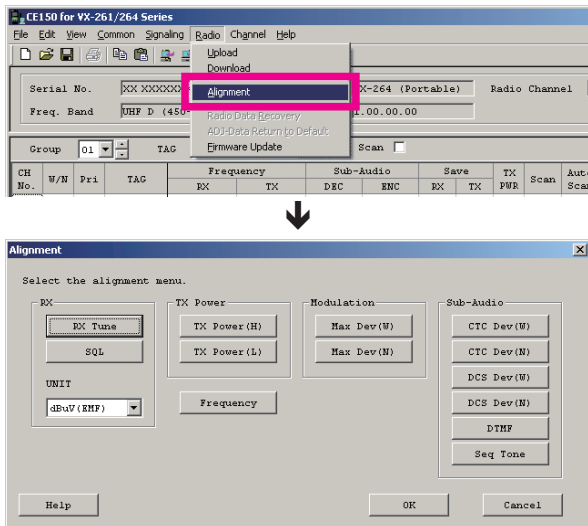 CE150 for VX-261/264 Series
File Edit View Common Signaling Radio Channel Help
Upload
Download
Alignment
Radio Data Recovery
ADJ-Data Return to Default
Firmware Update
Serial No. XX XXXX X-264 (Portable) Radio Channel
Freq. Band UHF D (450- 1.00.00.00
Group 01 TAG Scan
CH No. W/N Pri TAG Frequency RX TX Sub-Audio DEC ENC Save RX TX TX PWR Scan
Alignment
Select the alignment menu.
RX TX Power Modulation Sub-Audio
RX Tune TX Power(H) Max Dev(W) CTC Dev(W)
SQL TX Power(L) Max Dev(N) CTC Dev(N)
UNIT DCS Dev(W)
dBuV(EMF) Frequency DCS Dev(N)
DTMF
Seq Tone
Help OK Cancel